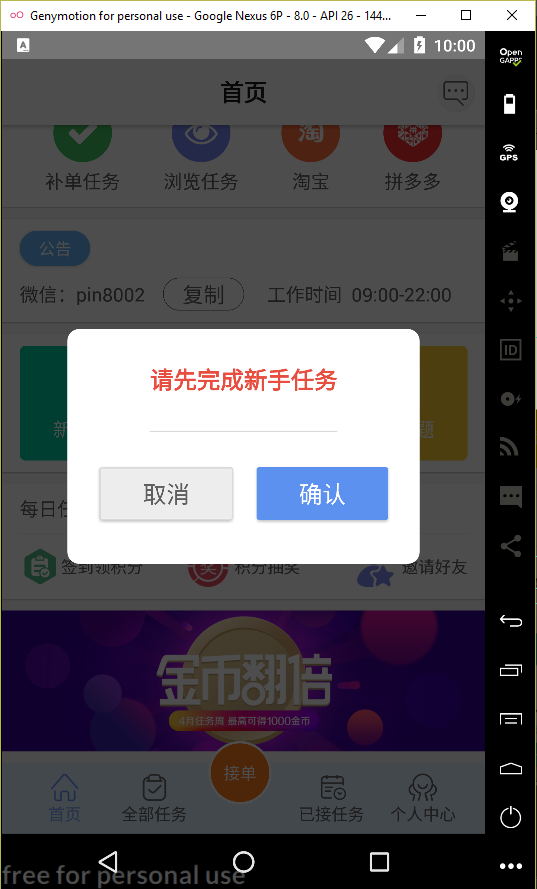 Genymotion for personal use - Google Nexus 6P - 8.0 - API 26 - 144...
A
10:00
Open
GAPPS
首页
淘
补单任务 浏览任务 淘宝 拼多多
GPS
公告
微信：pin8002 复制 工作时间 09:00-22:00
请先完成新手任务
ID
新
题
取消 确认
每日任
签到领积分 奖 积分抽奖 邀请好友
金币翻倍
4月任务周 最高可得1000金币
接单
首页 全部任务 已接任务 个人中心
free for personal use